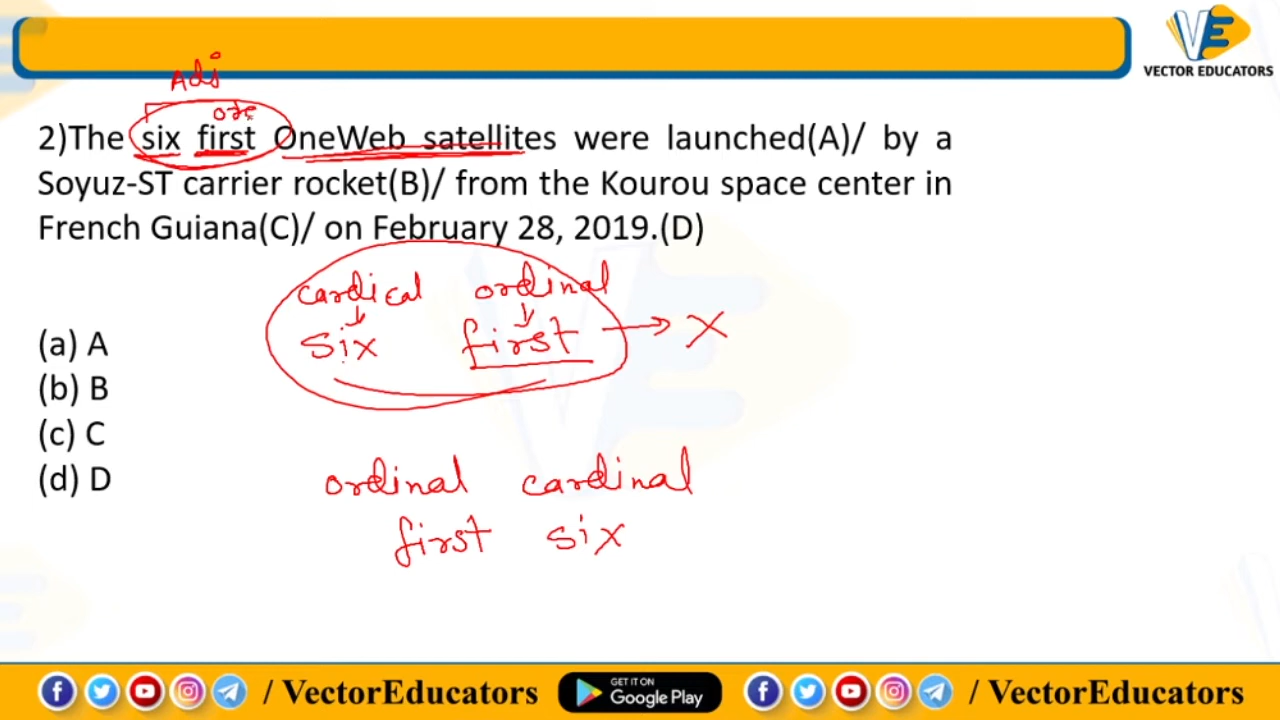 VE
VECTOR EDUCATORS
Adj
ore
2)The six first OneWeb satellites were launched(A)/ by a
Soyuz-ST carrier rocket(B)/ from the Kourou space center in
French Guiana(C)/ on February 28, 2019.(D)
cardical ordinal
six first → X
(a) A
(b) B
(c) C
(d) D
ordinal cardinal
first six
/ VectorEducators
GET IT ON
Google Play
/ VectorEducators